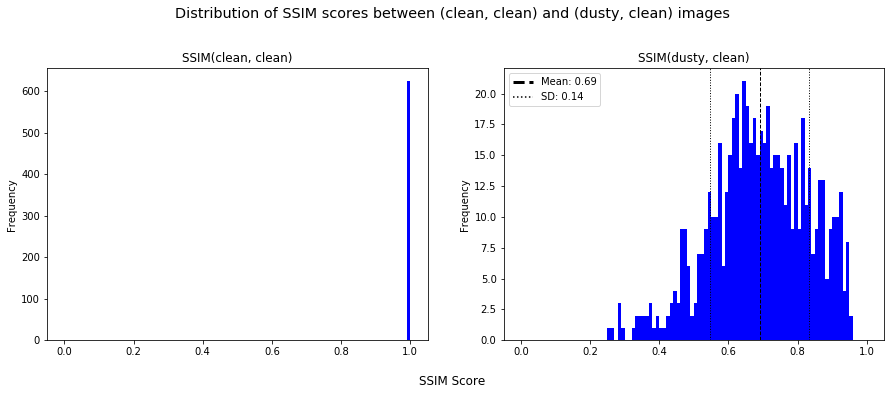 Distribution of SSIM scores between (clean, clean) and (dusty, clean) images
SSIM(clean, clean)
Frequency
600
500
400
300
200
100
0
0.0 0.2 0.4 0.6 0.8 1.0
SSIM(dusty, clean)
Mean: 0.69
SD: 0.14
Frequency
20.0
17.5
15.0
12.5
10.0
7.5
5.0
2.5
0.0
0.0 0.2 0.4 0.6 0.8 1.0
SSIM Score